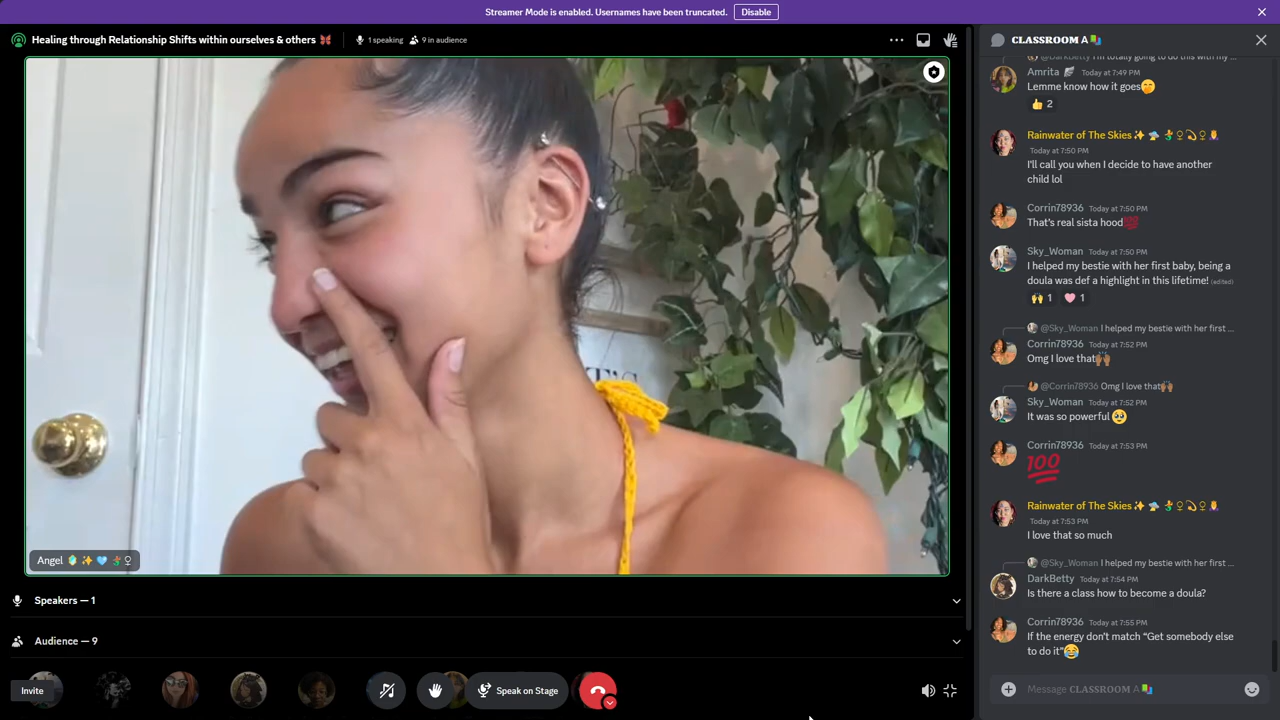 Streamer Mode is enabled. Usernames have been truncated. Disable
Healing through Relationship Shifts within ourselves & others 🦋
1 speaking 9 in audience
T'S
Angel
Speakers — 1
Audience — 9
Invite
Speak on Stage
CLASSROOM A
@DarkBetty I'm totally going to do this with my ...
Amrita Today at 7:49 PM
Lemme know how it goes🤭
👍 2
Rainwater of The Skies
Today at 7:50 PM
I'll call you when I decide to have another
child lol
Corrin78936 Today at 7:50 PM
That's real sista hood💯
Sky_Woman Today at 7:50 PM
I helped my bestie with her first baby, being a
doula was def a highlight in this lifetime! (edited)
🙌 1 🩷 1
@Sky_Woman I helped my bestie with her first ...
Corrin78936 Today at 7:52 PM
Omg I love that🙌🏾
@Corrin78936 Omg I love that🙌🏾
Sky_Woman Today at 7:52 PM
It was so powerful 🥹
Corrin78936 Today at 7:53 PM
💯
Rainwater of The Skies
Today at 7:53 PM
I love that so much
@Sky_Woman I helped my bestie with her first ...
DarkBetty Today at 7:54 PM
Is there a class how to become a doula?
Corrin78936 Today at 7:55 PM
If the energy don't match “Get somebody else
to do it”😂
Message CLASSROOM A